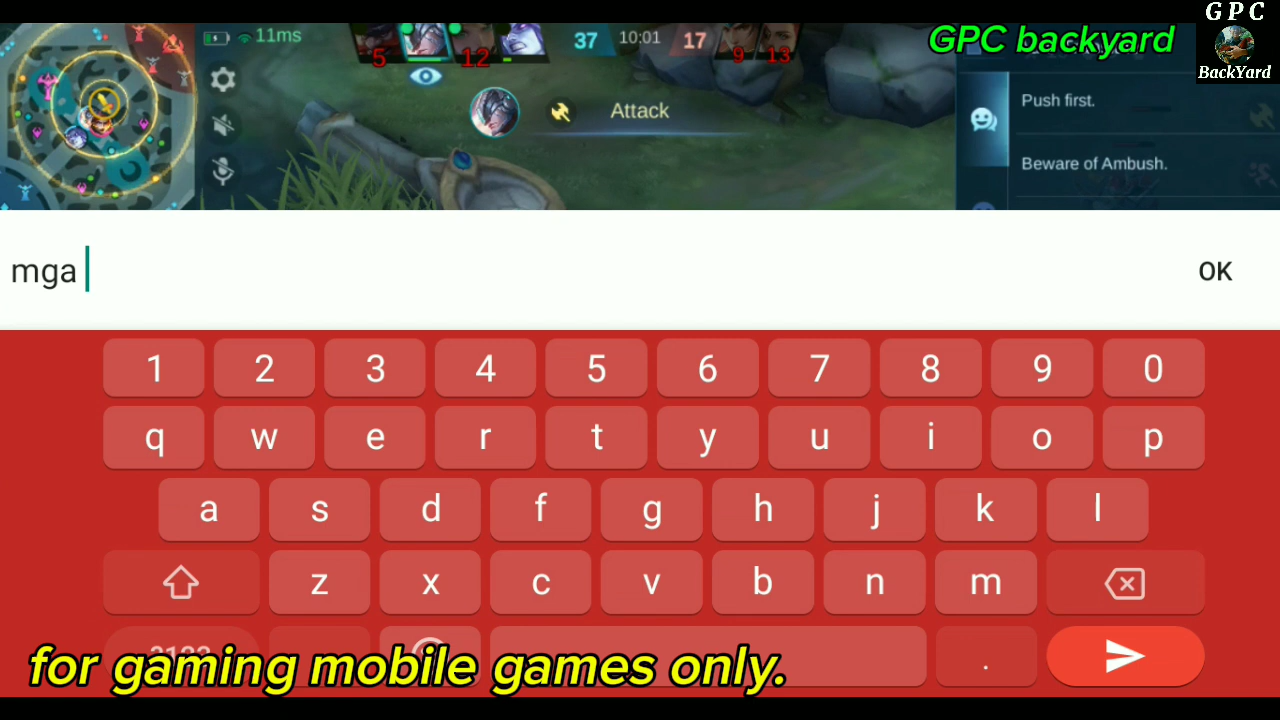 GPC
BackYard
GPC backyard
11ms
5
12
37
10:01
17
9
13
Attack
Push first.
Beware of Ambush.
mga
OK
1 2 3 4 5 6 7 8 9 0
q w e r t y u i o p
a s d f g h j k l
z x c v b n m
.
for gaming mobile games only.